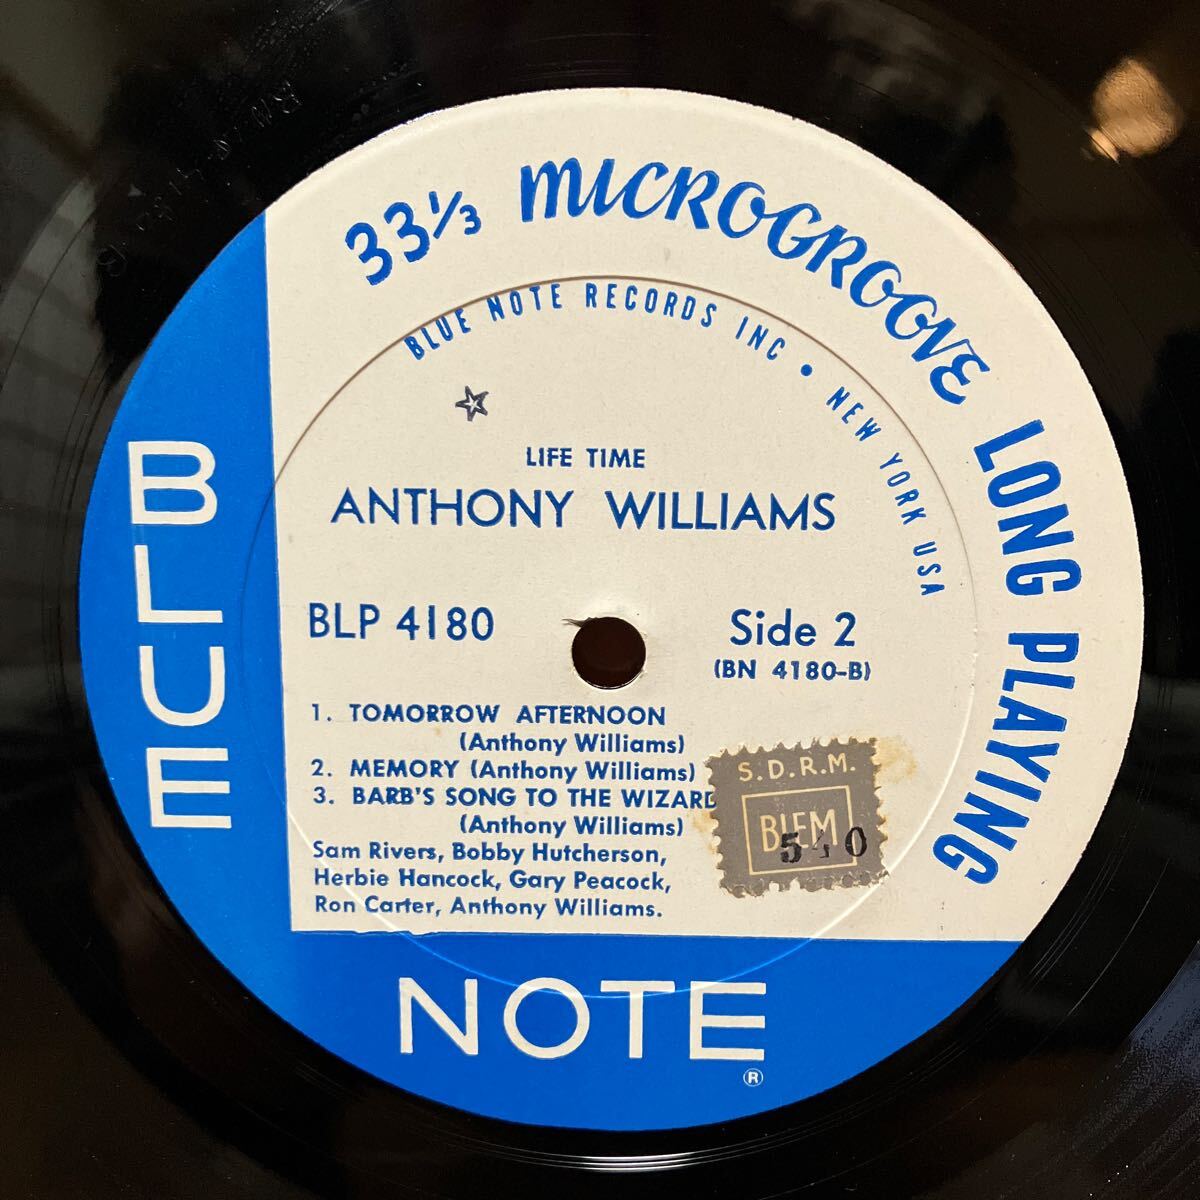 33⅓ MICROGROOVE LONG PLAYING
BLUE NOTE RECORDS INC • NEW YORK USA
LIFE TIME
ANTHONY WILLIAMS
BLP 4180
Side 2
(BN 4180-B)
1. TOMORROW AFTERNOON
(Anthony Williams)
2. MEMORY (Anthony Williams)
3. BARB'S SONG TO THE WIZARD
(Anthony Williams)
Sam Rivers, Bobby Hutcherson,
Herbie Hancock, Gary Peacock,
Ron Carter, Anthony Williams.
S.D.R.M.
BIEM
BLUE
NOTE
®